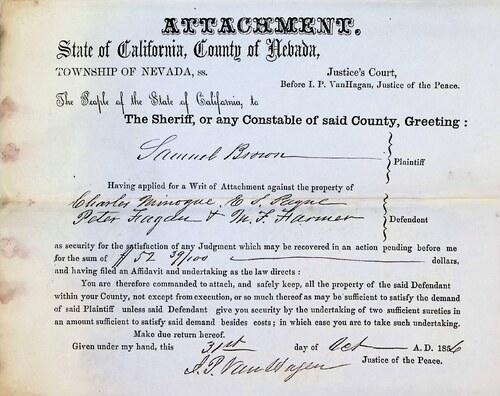 ATTACHMENT.
State of California, County of Nevada,
TOWNSHIP OF NEVADA, ss.
Justice's Court,
Before I. P. VanHagan, Justice of the Peace.
The People of the State of California, to
The Sheriff, or any Constable of said County, Greeting:
Samuel Brown
Plaintiff
Having applied for a Writ of Attachment against the property of
Charles Minogue, E S. Payne
Peter Fagan & M. F. Farmer
Defendant
as security for the satisfaction of any Judgment which may be recovered in an action pending before me
for the sum of $52 39/100 dollars,
and having filed an Affidavit and undertaking as the law directs:
You are therefore commanded to attach, and safely keep, all the property of the said Defendant
within your County, not except from execution, or so much thereof as may be sufficient to satisfy the demand
of said Plaintiff unless said Defendant give you security by the undertaking of two sufficient sureties in
an amount sufficient to satisfy said demand besides costs; in which case you are to take such undertaking.
Make due return hereof.
Given under my hand, this 31st day of Oct A. D. 1856
I. P. Van Hagen
Justice of the Peace.